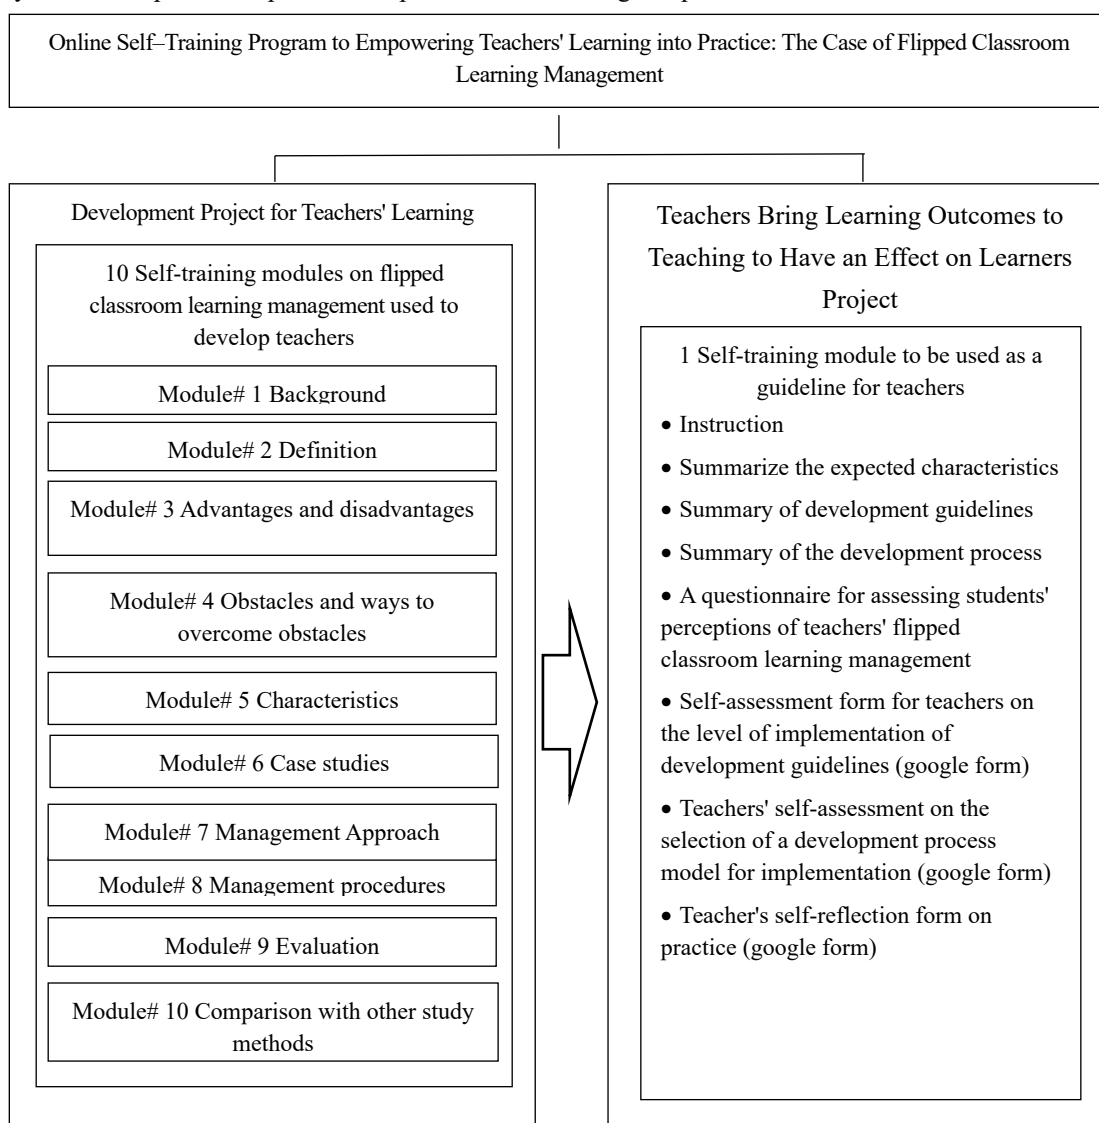 Online Self–Training Program to Empowering Teachers' Learning into Practice: The Case of Flipped Classroom
Learning Management
Development Project for Teachers' Learning
10 Self-training modules on flipped
classroom learning management used to
develop teachers
Module# 1 Background
Module# 2 Definition
Module# 3 Advantages and disadvantages
Module# 4 Obstacles and ways to
overcome obstacles
Module# 5 Characteristics
Module# 6 Case studies
Module# 7 Management Approach
Module# 8 Management procedures
Module# 9 Evaluation
Module# 10 Comparison with other study
methods
Teachers Bring Learning Outcomes to
Teaching to Have an Effect on Learners
Project
1 Self-training module to be used as a
guideline for teachers
• Instruction
• Summarize the expected characteristics
• Summary of development guidelines
• Summary of the development process
• A questionnaire for assessing students'
perceptions of teachers' flipped
classroom learning management
• Self-assessment form for teachers on
the level of implementation of
development guidelines (google form)
• Teachers' self-assessment on the
selection of a development process
model for implementation (google form)
• Teacher's self-reflection form on
practice (google form)